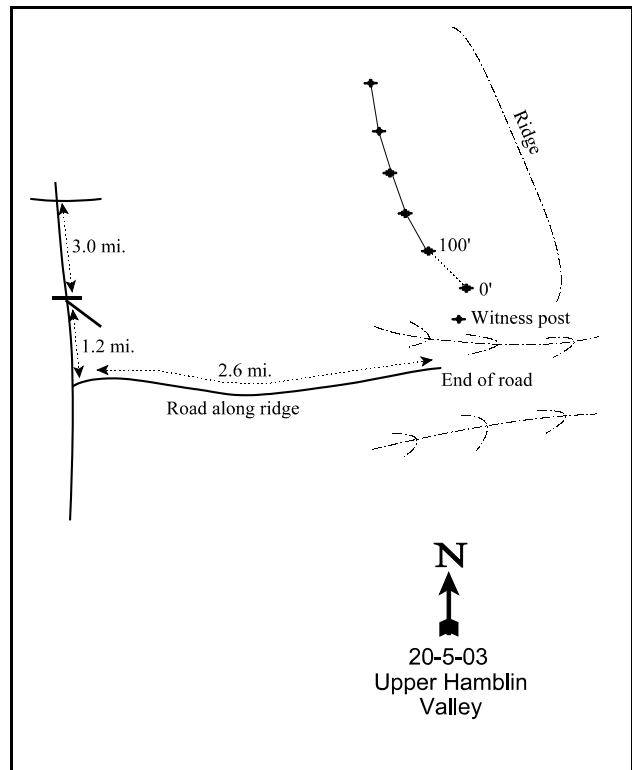 Ridge
3.0 mi.
100'
0'
Witness post
1.2 mi.
2.6 mi.
End of road
Road along ridge
N
20-5-03
Upper Hamblin
Valley